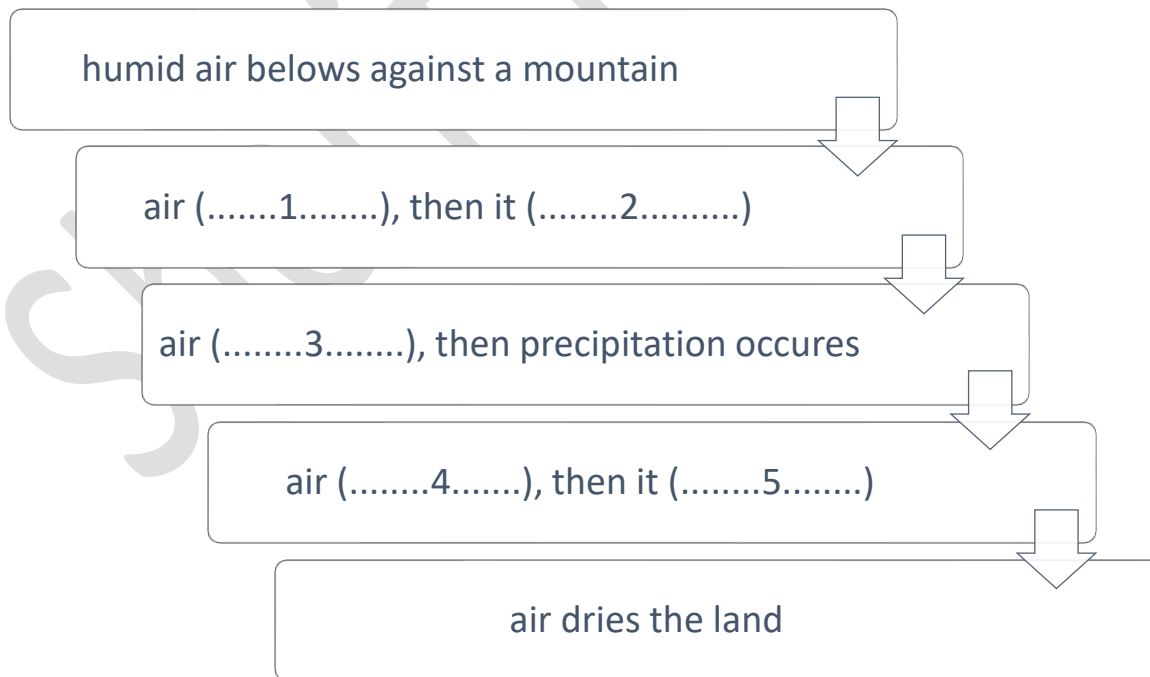 humid air belows against a mountain
air (.......1........), then it (........2..........)
air (........3........), then precipitation occures
air (........4.......), then it (........5........)
air dries the land